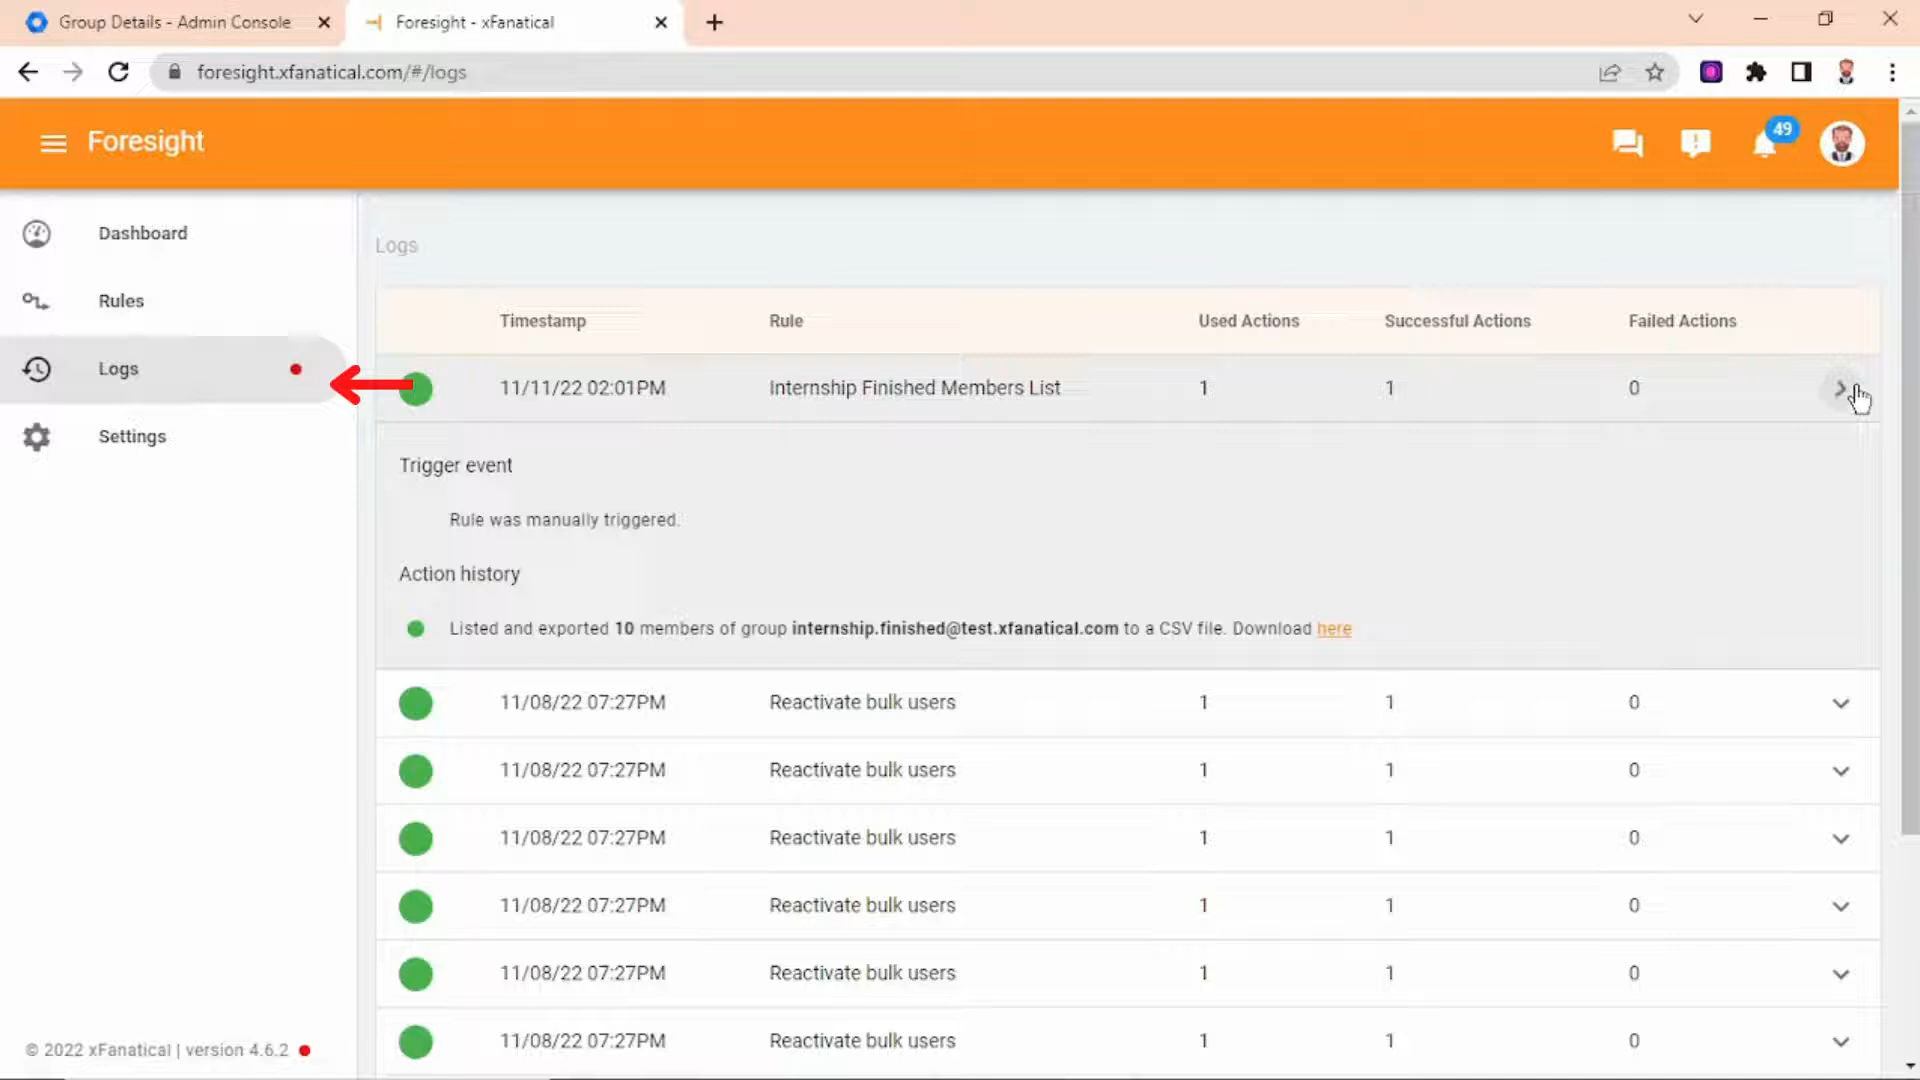 Group Details - Admin Console
Foresight - xFanatical
foresight.xfanatical.com/#/logs
Foresight
49
Dashboard
Rules
Logs
Settings
Logs
Timestamp Rule Used Actions Successful Actions Failed Actions
11/11/22 02:01PM Internship Finished Members List 1 1 0
Trigger event
Rule was manually triggered.
Action history
Listed and exported 10 members of group internship.finished@test.xfanatical.com to a CSV file. Download here
11/08/22 07:27PM Reactivate bulk users 1 1 0
11/08/22 07:27PM Reactivate bulk users 1 1 0
11/08/22 07:27PM Reactivate bulk users 1 1 0
11/08/22 07:27PM Reactivate bulk users 1 1 0
11/08/22 07:27PM Reactivate bulk users 1 1 0
11/08/22 07:27PM Reactivate bulk users 1 1 0
© 2022 xFanatical | version 4.6.2